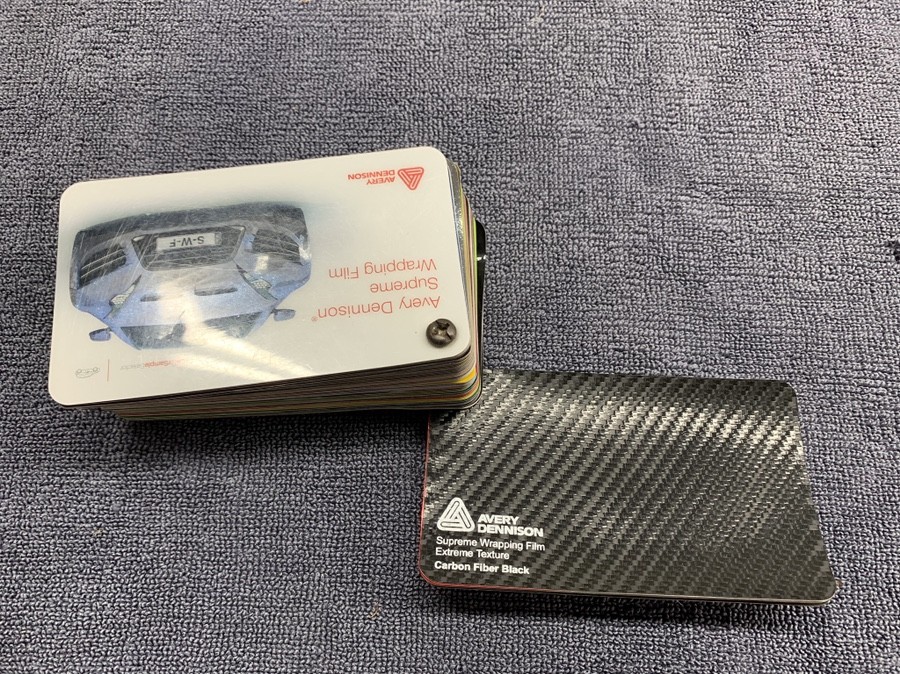 AVERY
DENNISON
S-W-F
Avery Dennison®
Supreme
Wrapping Film
AVERY
DENNISON
Supreme Wrapping Film
Extreme Texture
Carbon Fiber Black